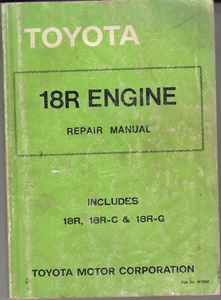 TOYOTA
18R ENGINE
REPAIR MANUAL
INCLUDES
18R, 18R-C & 18R-G
TOYOTA MOTOR CORPORATION